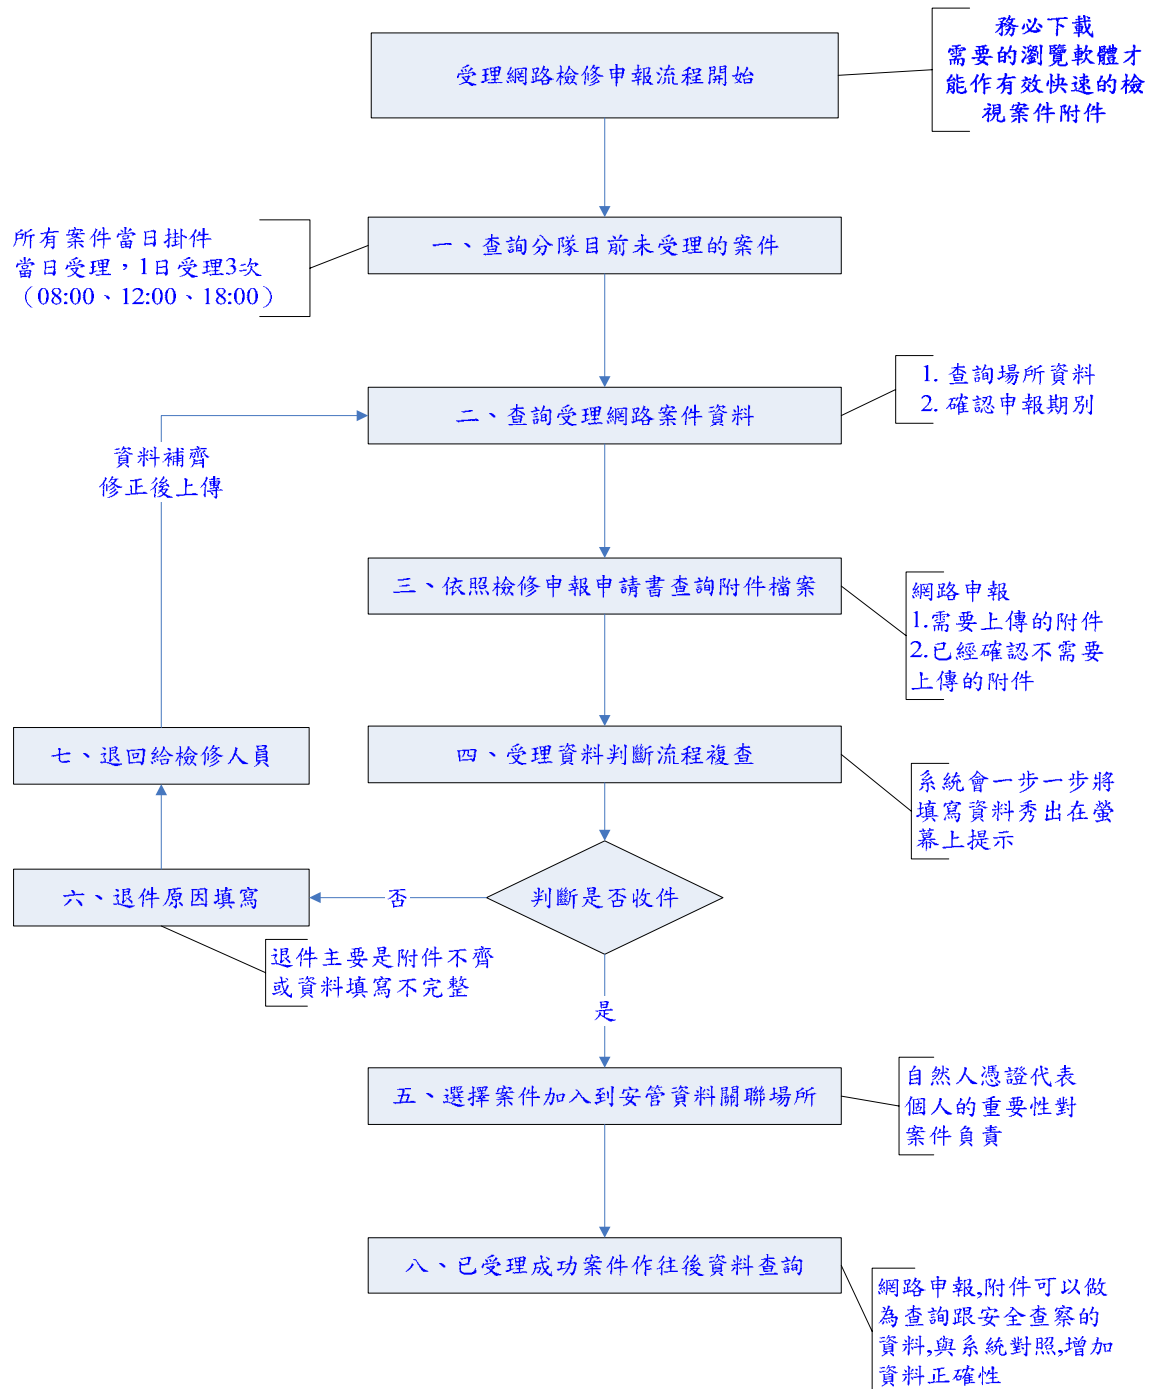 受理網路檢修申報流程開始
務必下載
需要的瀏覽軟體才
能作有效快速的檢
視案件附件
一、查詢分隊目前未受理的案件
所有案件當日掛件
當日受理，1日受理3次
（08:00、12:00、18:00）
二、查詢受理網路案件資料
1. 查詢場所資料
2. 確認申報期別
資料補齊
修正後上傳
三、依照檢修申報申請書查詢附件檔案
網路申報
1.需要上傳的附件
2.已經確認不需要
上傳的附件
四、受理資料判斷流程複查
系統會一步一步將
填寫資料秀出在螢
幕上提示
七、退回給檢修人員
判斷是否收件
否
六、退件原因填寫
退件主要是附件不齊
或資料填寫不完整
是
五、選擇案件加入到安管資料關聯場所
自然人憑證代表
個人的重要性對
案件負責
八、已受理成功案件作往後資料查詢
網路申報,附件可以做
為查詢跟安全查察的
資料,與系統對照,增加
資料正確性